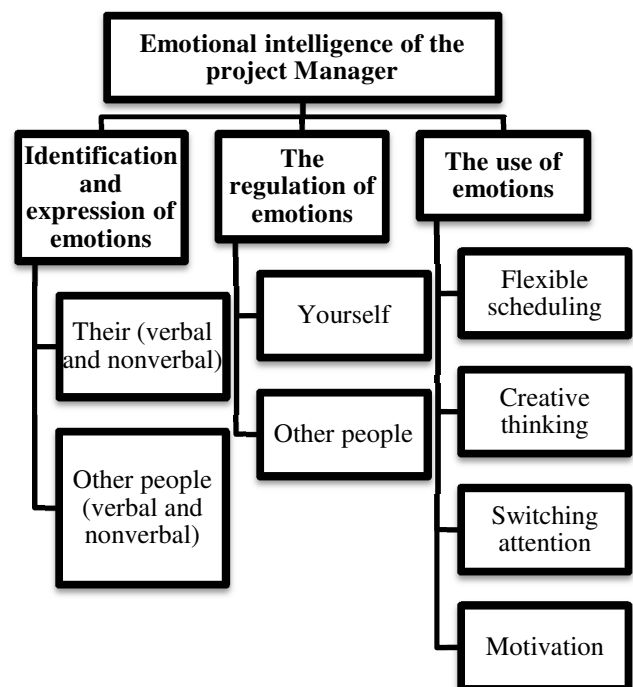 Emotional intelligence of the
project Manager
Identification
and
expression of
emotions
The
regulation of
emotions
The use of
emotions
Their (verbal
and nonverbal)
Other people
(verbal and
nonverbal)
Yourself
Other people
Flexible
scheduling
Creative
thinking
Switching
attention
Motivation